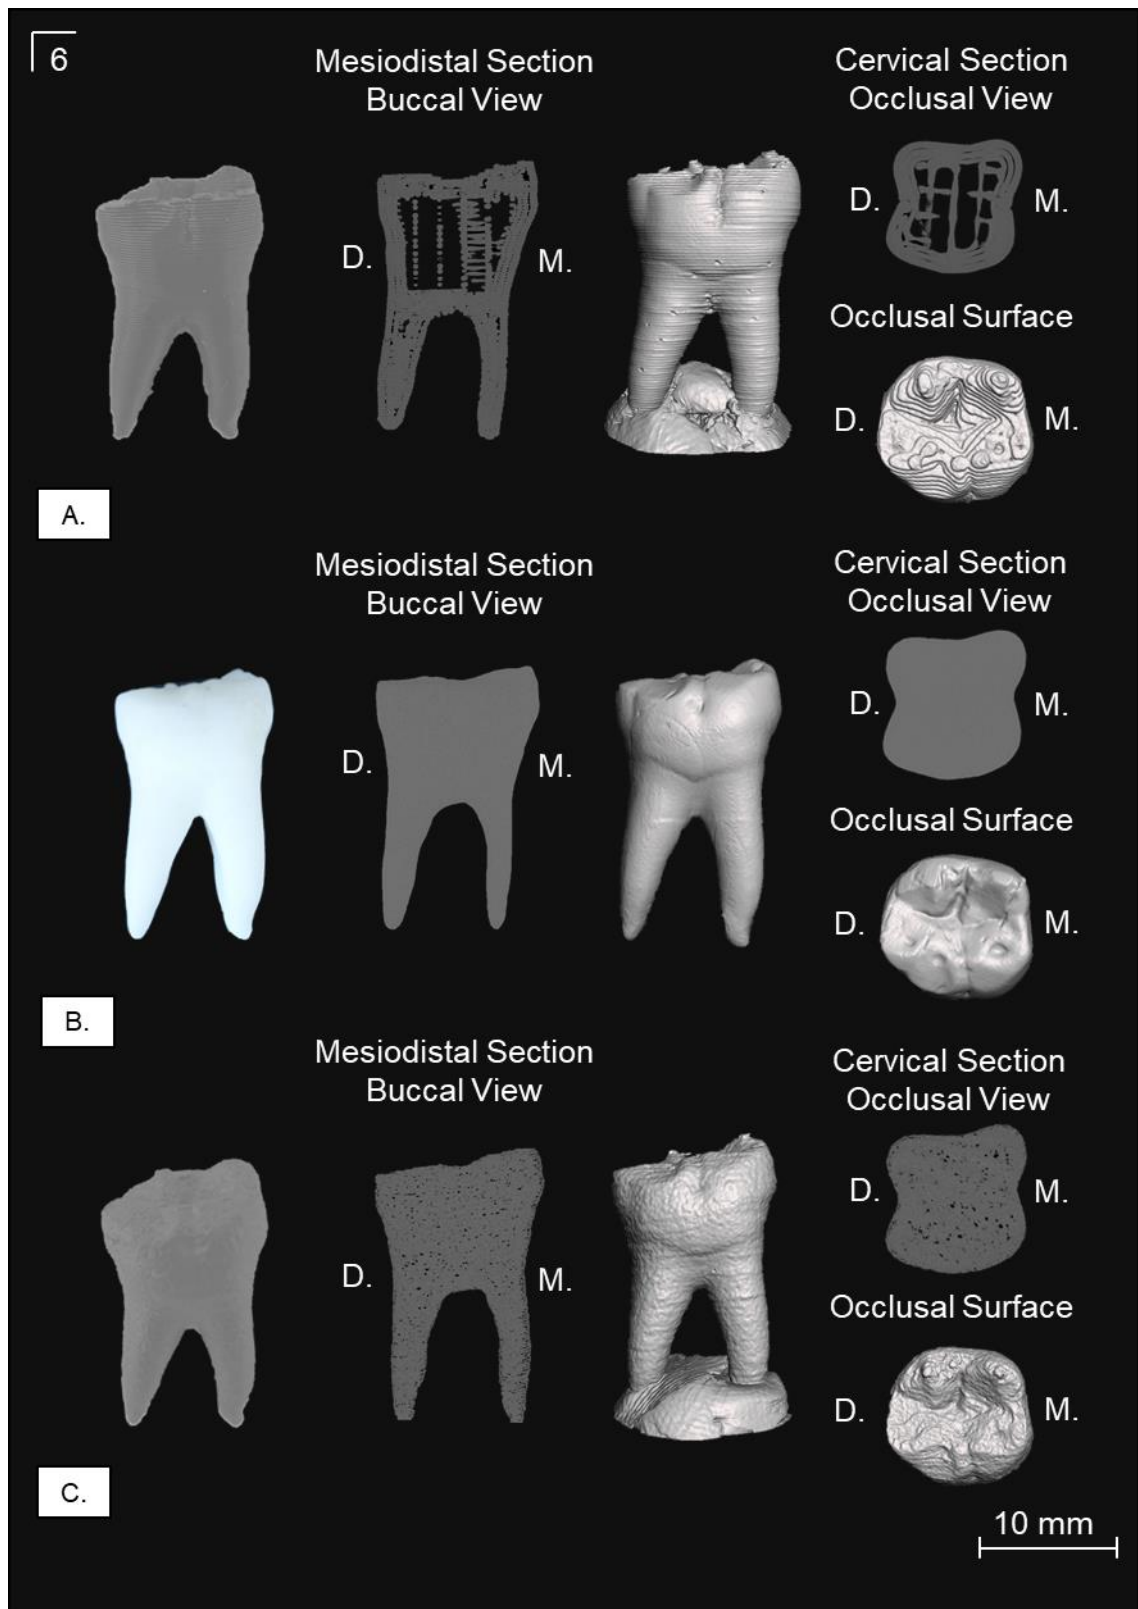 6
Mesiodistal Section
Buccal View
Cervical Section
Occlusal View
D.
M.
D.
M.
Occlusal Surface
D.
M.
A.
Mesiodistal Section
Buccal View
Cervical Section
Occlusal View
D.
M.
D.
M.
Occlusal Surface
D.
M.
B.
Mesiodistal Section
Buccal View
Cervical Section
Occlusal View
D.
M.
D.
M.
Occlusal Surface
D.
M.
C.
10 mm